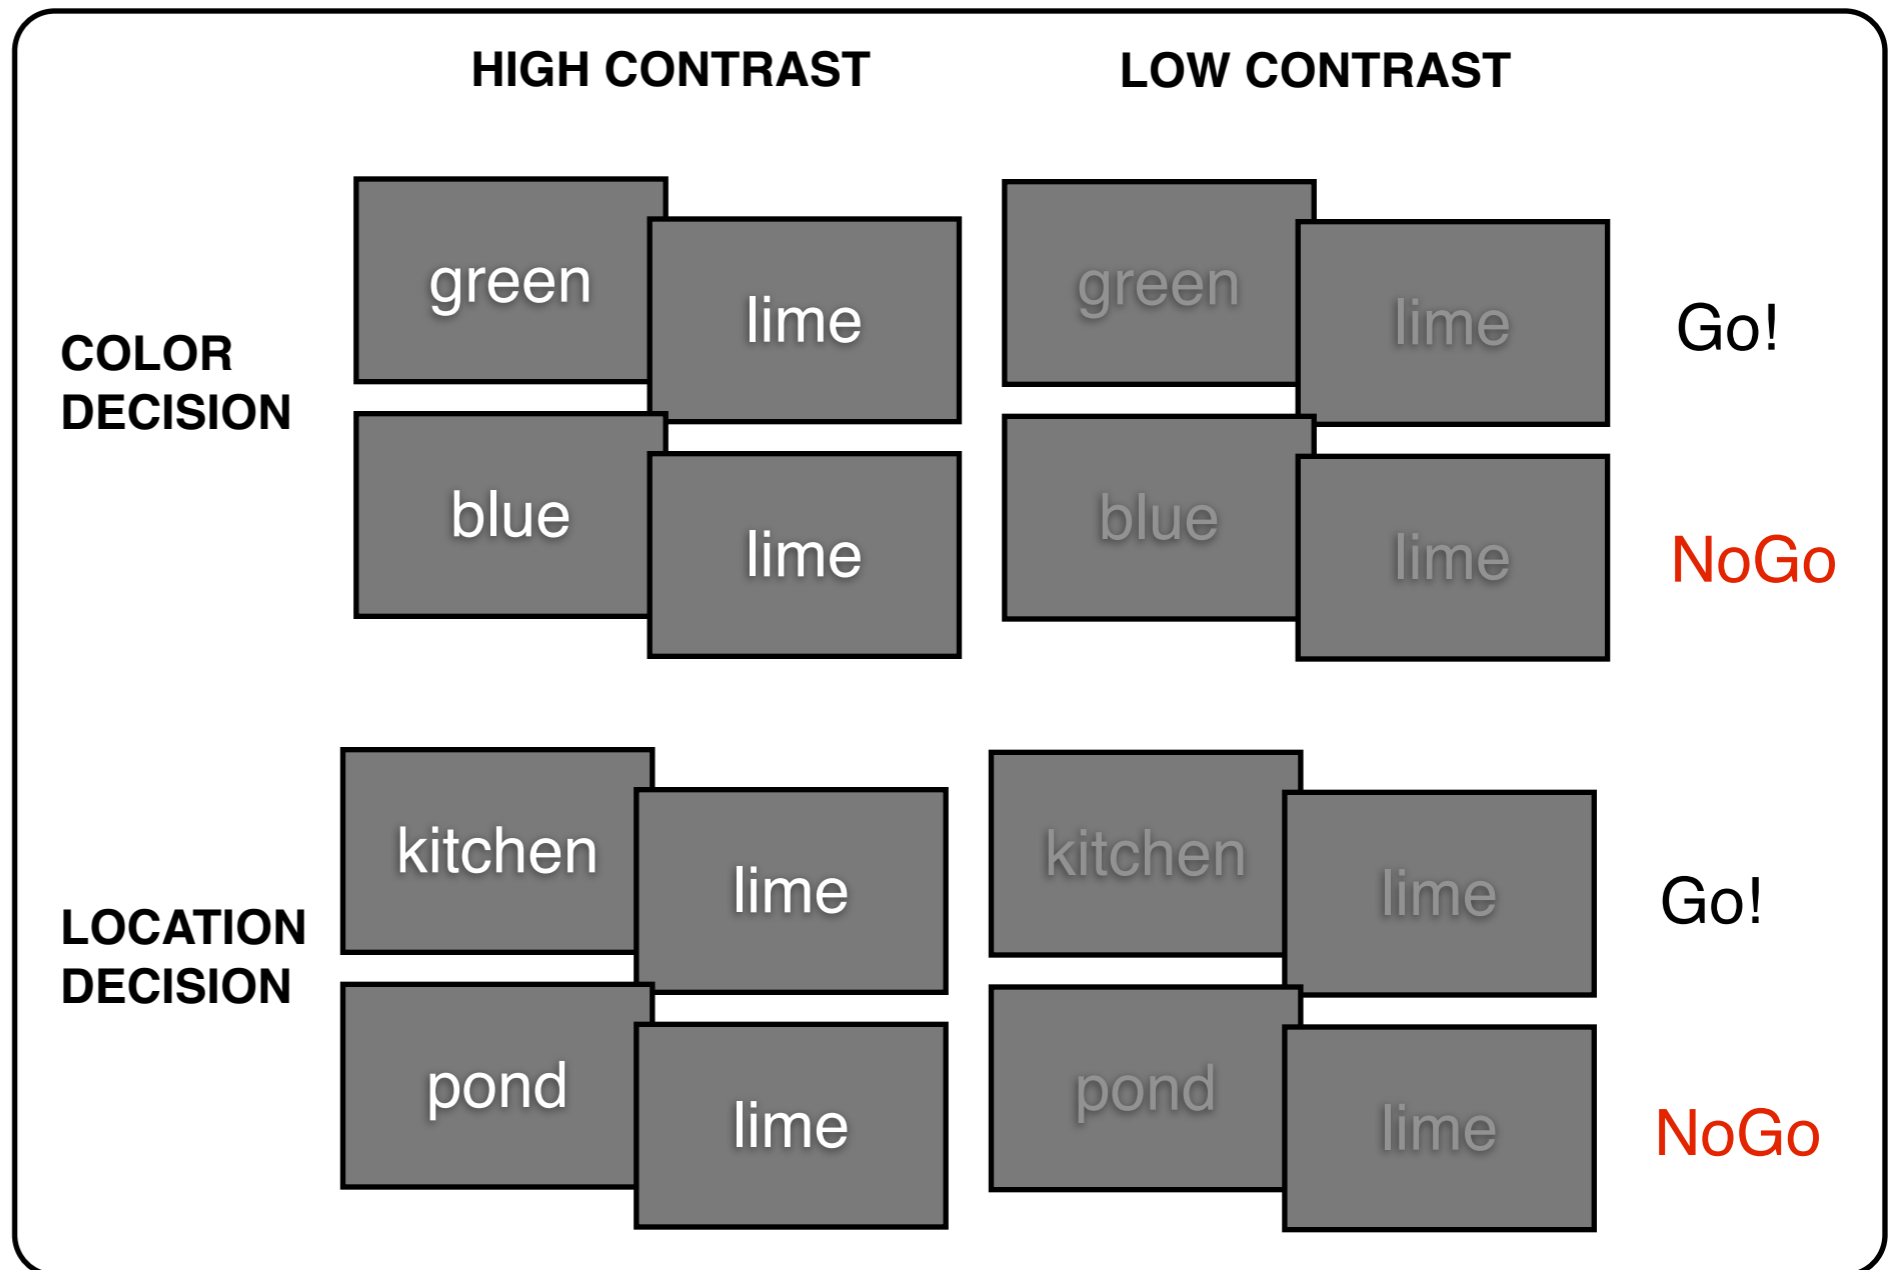 HIGH CONTRAST
LOW CONTRAST
COLOR
DECISION
green
lime
green
lime
Go!
blue
lime
blue
lime
NoGo
LOCATION
DECISION
kitchen
lime
kitchen
lime
Go!
pond
lime
pond
lime
NoGo